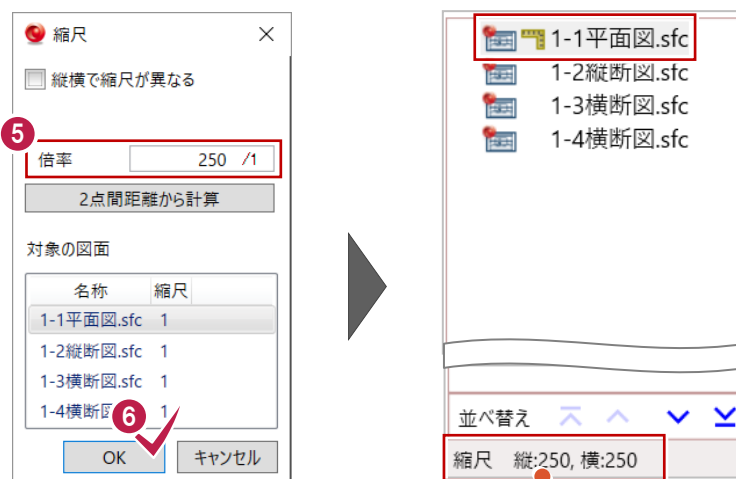 縮尺
縦横で縮尺が異なる
5
倍率 250 /1
2点間距離から計算
対象の図面
名称 縮尺
1-1平面図.sfc 1
1-2縦断図.sfc 1
1-3横断図.sfc 1
1-4横断図 1
6
OK キャンセル
1-1平面図.sfc
1-2縦断図.sfc
1-3横断図.sfc
1-4横断図.sfc
並べ替え
縮尺 縦:250, 横:250